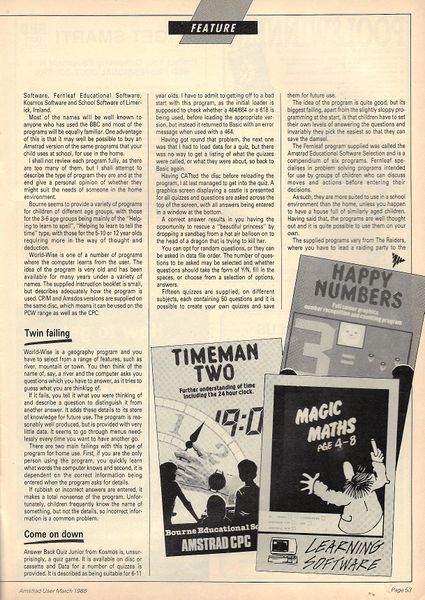 FEATURE
Software, Fernleaf Educational Software,
Kosmos Software and School Software of Limer-
ick, Ireland.
Most of the names will be well known to
anyone who has used the BBC and most of the
programs will be equally familiar. One advantage
of this is that it may well be possible to buy an
Amstrad version of the same programs that your
child uses at school, for use in the home.
I shall not review each program fully, as there
are too many of them, but I shall attempt to
describe the type of program they are and at the
end give a personal opinion of whether they
might suit the needs of someone in the home
environment.
Bourne seems to provide a variety of programs
for children of different age groups, with those
for the 3-6 age groups being mainly of the "Help-
ing to learn to spell", "Helping to learn to tell the
time" type, with these for the 5-10 or 12 year olds
requiring more in the way of thought and
deduction.
World-Wise is one of a number of programs
where the computer learns from the user. The
idea of the program is very old and has been
available for many years under a variety of
names. The supplied instruction booklet is small,
but describes adequately how the program is
used. CP/M and Amsdos versions are supplied on
the same disc, which means it can be used on the
PCW range as well as the CPC.
Twin failing
World-Wise is a geography program and you
have to select from a range of features, such as
river, mountain or town. You then think of the
name of, say, a river and the computer asks you
questions which you have to answer, as it tries to
guess what you are thinking of.
If it fails, you tell it what you were thinking of
and describe a question to distinguish it from
another answer. It adds these details to its store
of knowledge for future use. The program is rea-
sonably well produced, but is provided with very
little data. It seems to go through menus need-
lessly every time you want to have another go.
There are two main failings with this type of
program for home use. First, if you are the only
person using the program, you quickly learn
what words the computer knows and second, it is
dependent on the correct information being
entered when the program asks for details.
If rubbish or incorrect answers are entered, it
makes a total nonsense of the program. Unfor-
tunately, children frequently know the name of
something, but not the details, so incorrect infor-
mation is a common problem.
Come on down
Answer Back Quiz Junior from Kosmos is, unsur-
prisingly, a quiz game. It is available on disc or
cassette and Data for a number of quizzes is
provided. It is described as being suitable for 6-11
year olds. I have to admit to getting off to a bad
start with this program, as the initial loader is
supposed to check whether a 464/664 or a 618 is
being used, before loading the appropriate ver-
sion, but instead it returned to Basic with an error
message when used with a 464.
Having got round that problem, the next one
was that I had to load data for a quiz, but there
was no way to get a listing of what the quizzes
were called, or what they were about, so back to
Basic again.
Having CATted the disc before reloading the
program, I at last managed to get into the quiz. A
graphics screen displaying a castle is presented
for all quizzes and questions are asked across the
top of the screen, with all answers being entered
in a window at the bottom.
A correct answer results in you having the
opportunity to rescue a "beautiful princess" by
dropping a sandbag from a hot air balloon on to
the head of a dragon that is trying to kill her.
You can opt for random questions, or they can
be asked in data file order. The number of ques-
tions to be asked may be selected and whether
questions should take the form of Y/N, fill in the
spaces, or choose from a selection of options,
answers.
Fifteen quizzes are supplied, on different
subjects, each containing 50 questions and it is
possible to create your own quizzes and save
them for future use.
The idea of the program is quite good, but its
biggest failing, apart from the slightly sloppy pro-
gramming at the start, is that children have to set
their own levels of answering the questions and
invariably they pick the easiest so that they can
save the damsel.
The Fernleaf program supplied was called the
Amstrad Educational Software Selection and is a
compendium of six programs. Fernleaf spe-
cialises in problem solving programs intended
for use by groups of children who can discuss
moves and actions before entering their
decisions.
As such, they are more suited to use in a school
environment than the home, unless you happen
to have a house full of similarly aged children.
Having said that, the programs are well thought
out and it is quite possible to use them on your
own.
The supplied programs vary from The Raiders,
where you have to lead a raiding party to the
HAPPY
NUMBERS
Full colour graphics
number recognition and counting program
TIMEMAN
TWO
Further understanding of time
including the 24 hour clock.
19:0
Bourne Educational So
AMSTRAD CPC
MAGIC
MATHS
AGE 4-8
LEARNING
SOFTWARE
Amstrad User March 1988
Page 53